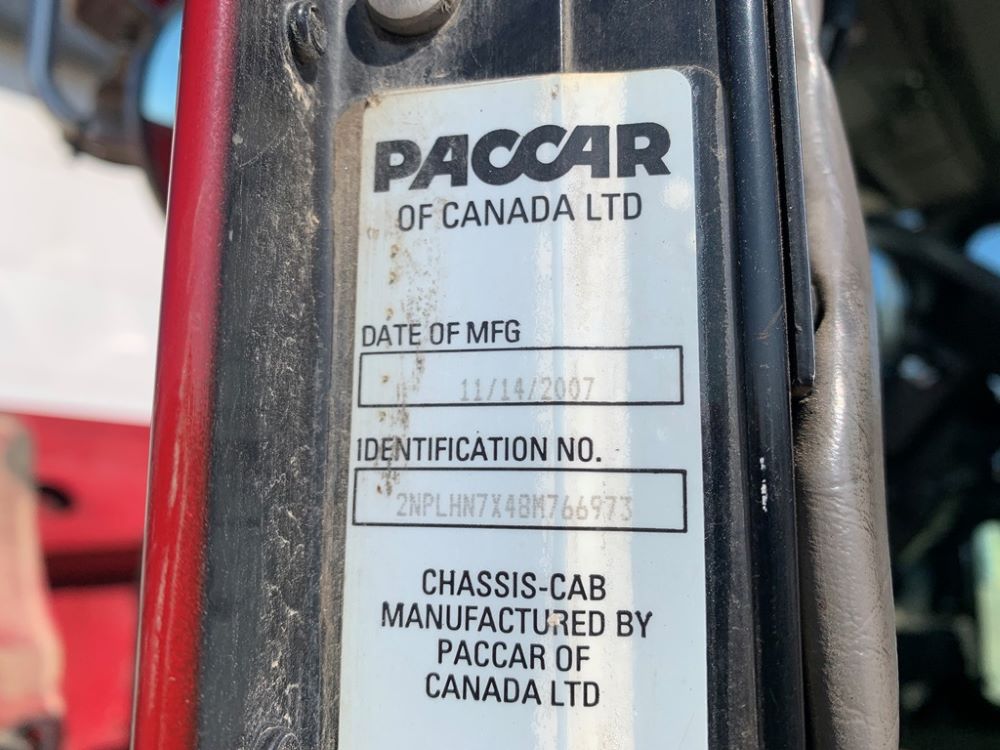 PACCAR
OF CANADA LTD
DATE OF MFG
11/14/2007
IDENTIFICATION NO.
2NPLHN7X48M766973
CHASSIS-CAB
MANUFACTURED BY
PACCAR OF
CANADA LTD